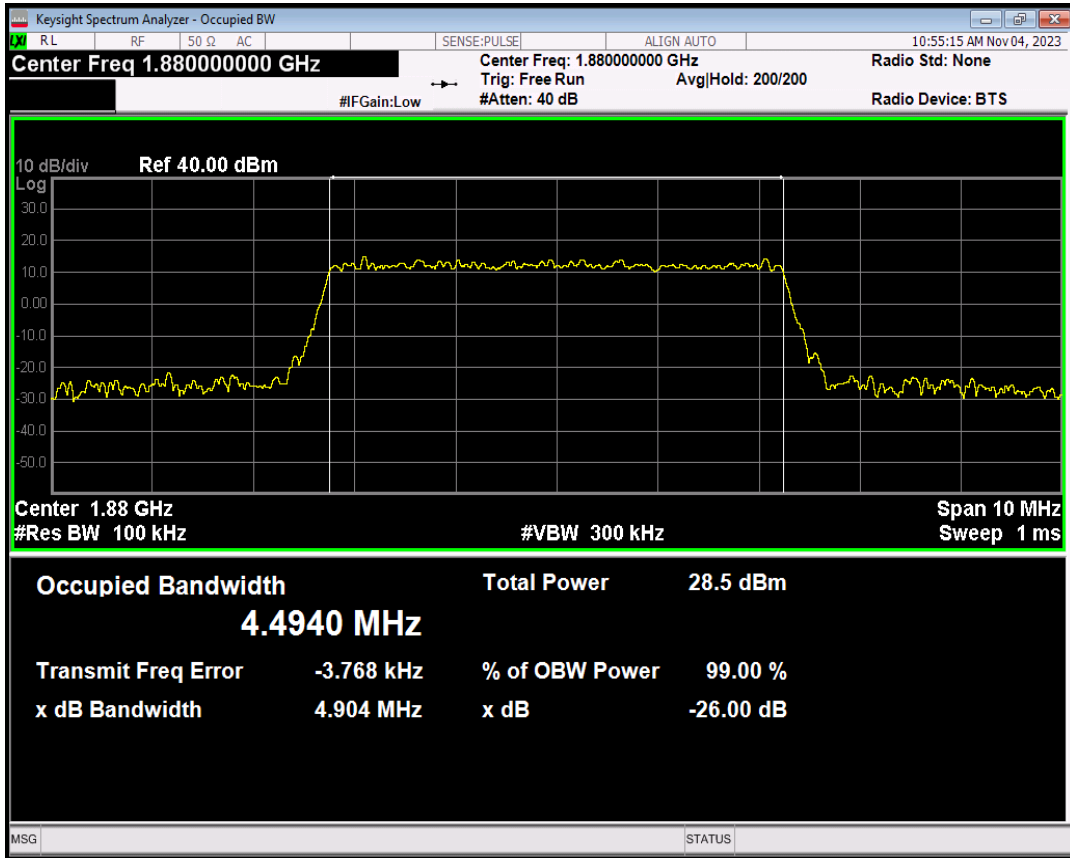 Keysight Spectrum Analyzer - Occupied BW
LXI RL RF 50 Ω AC SENSE:PULSE ALIGN AUTO 10:55:15 AM Nov 04, 2023
Center Freq 1.880000000 GHz Center Freq: 1.880000000 GHz Radio Std: None
Trig: Free Run Avg|Hold: 200/200
#IFGain:Low #Atten: 40 dB Radio Device: BTS
10 dB/div Ref 40.00 dBm
Log
30.0
20.0
10.0
0.00
-10.0
-20.0
-30.0
-40.0
-50.0
Center 1.88 GHz Span 10 MHz
#Res BW 100 kHz #VBW 300 kHz Sweep 1 ms
Occupied Bandwidth Total Power 28.5 dBm
4.4940 MHz
Transmit Freq Error -3.768 kHz % of OBW Power 99.00 %
x dB Bandwidth 4.904 MHz x dB -26.00 dB
MSG STATUS